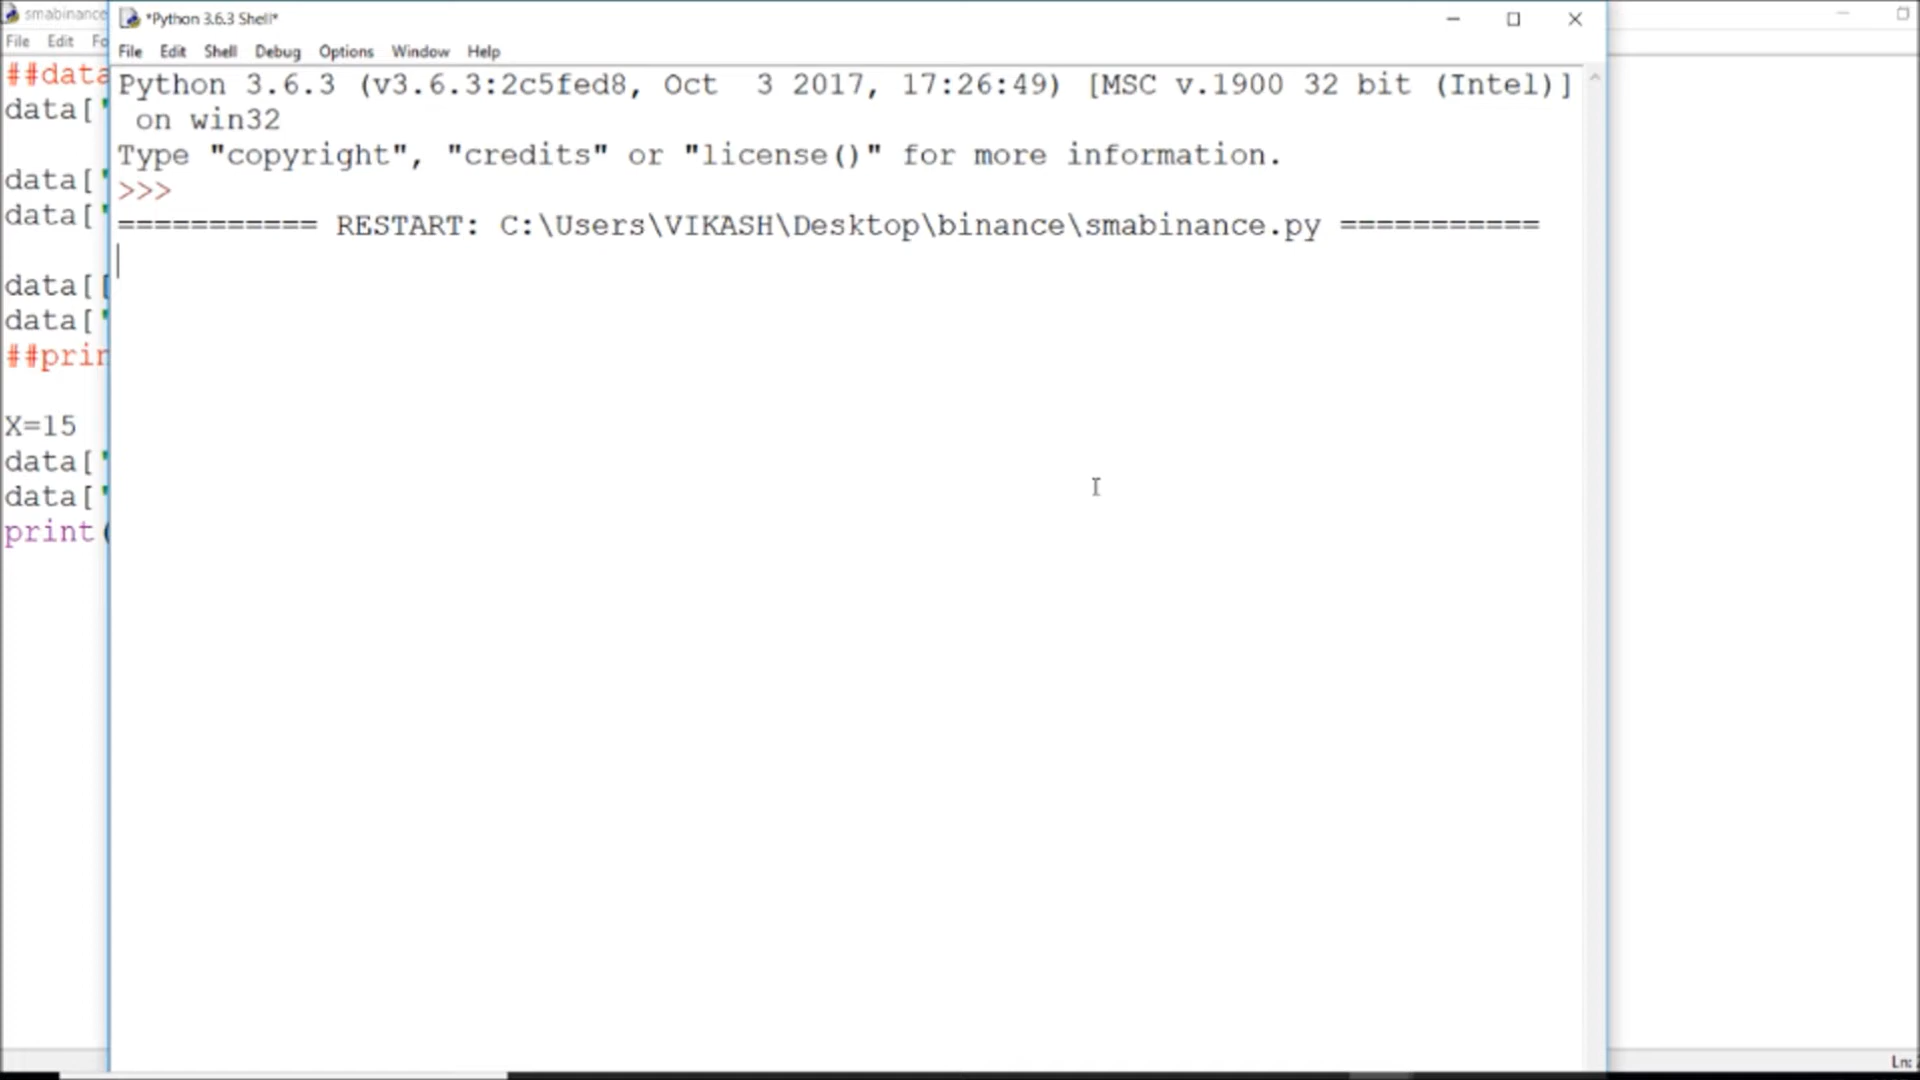 smabinance
*Python 3.6.3 Shell*
File Edit Fo
File Edit Shell Debug Options Window Help
##data
data['
data['
data['
data[[
data['
##prin
X=15
data['
data['
print(
Python 3.6.3 (v3.6.3:2c5fed8, Oct  3 2017, 17:26:49) [MSC v.1900 32 bit (Intel)]
on win32
Type "copyright", "credits" or "license()" for more information.
>>>
=========== RESTART: C:\Users\VIKASH\Desktop\binance\smabinance.py ===========
Ln: